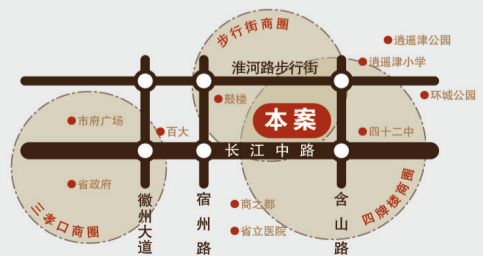 步行街商圈
逍遥津公园
淮河路步行街
逍遥津小学
鼓楼
环城公园
市府广场
百大
本案
四十二中
长江中路
省政府
三孝口商圈
徽州大道
宿州路
商之都
省立医院
含山路
四牌楼商圈